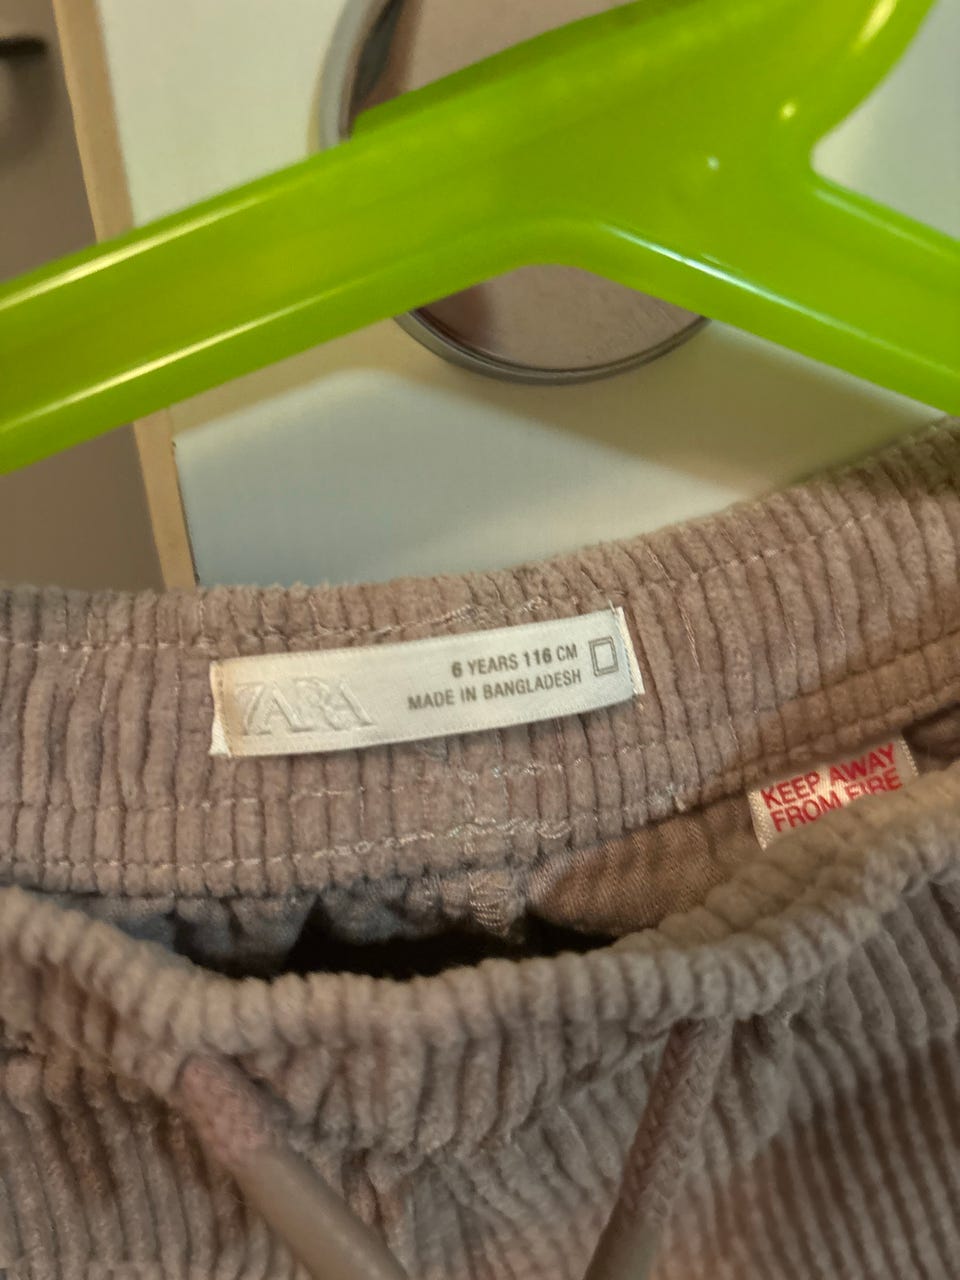 ZARA
6 YEARS 116 CM
MADE IN BANGLADESH
KEEP AWAY
FROM FIRE